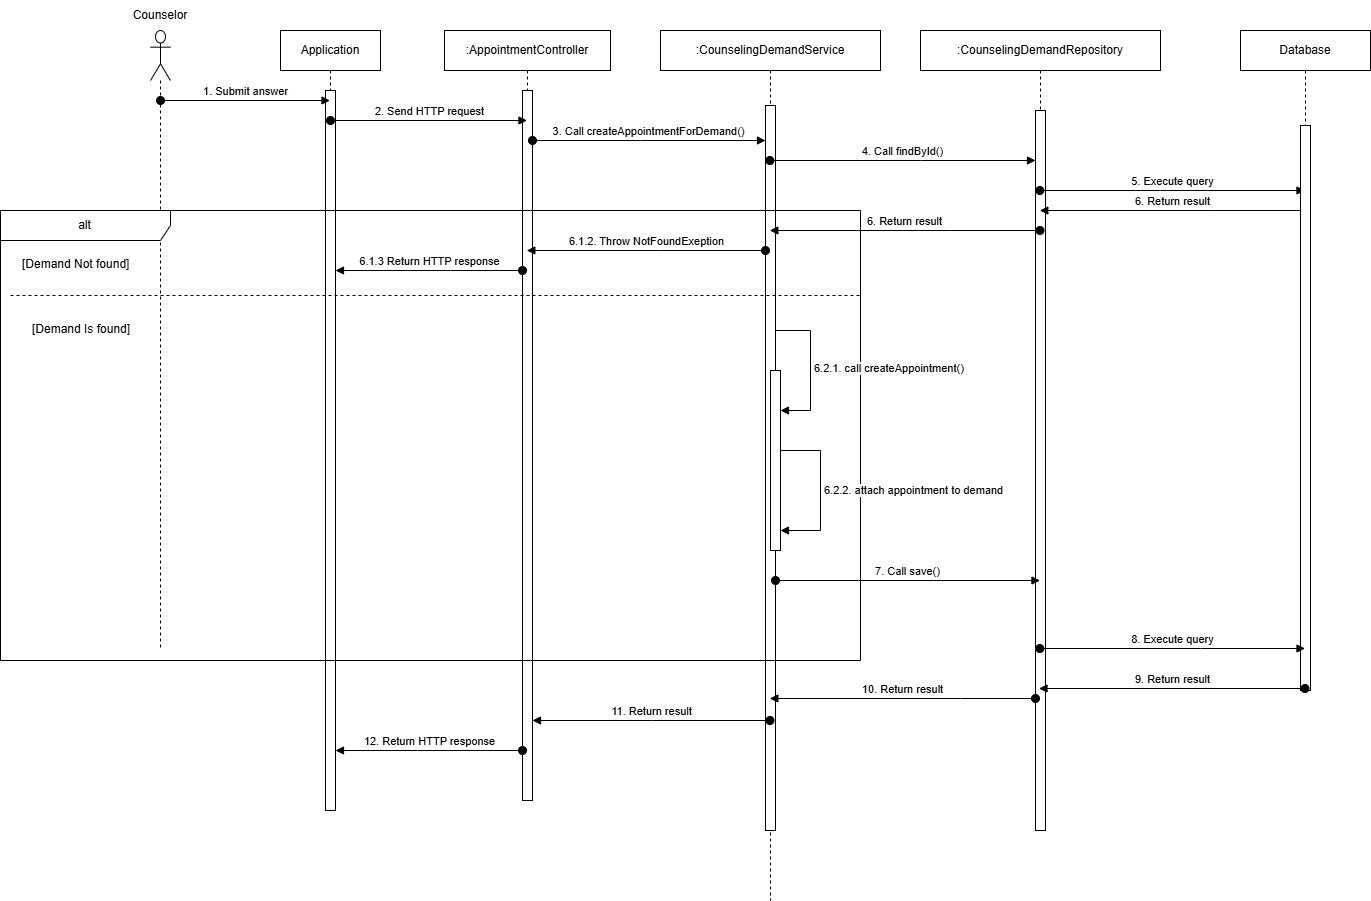 Counselor
Application
:AppointmentController
:CounselingDemandService
:CounselingDemandRepository
Database
1. Submit answer
2. Send HTTP request
3. Call createAppointmentForDemand()
4. Call findById()
5. Execute query
6. Return result
6. Return result
alt
6.1.2. Throw NotFoundExeption
[Demand Not found]
6.1.3 Return HTTP response
[Demand Is found]
6.2.1. call createAppointment()
6.2.2. attach appointment to demand
7. Call save()
8. Execute query
9. Return result
10. Return result
11. Return result
12. Return HTTP response